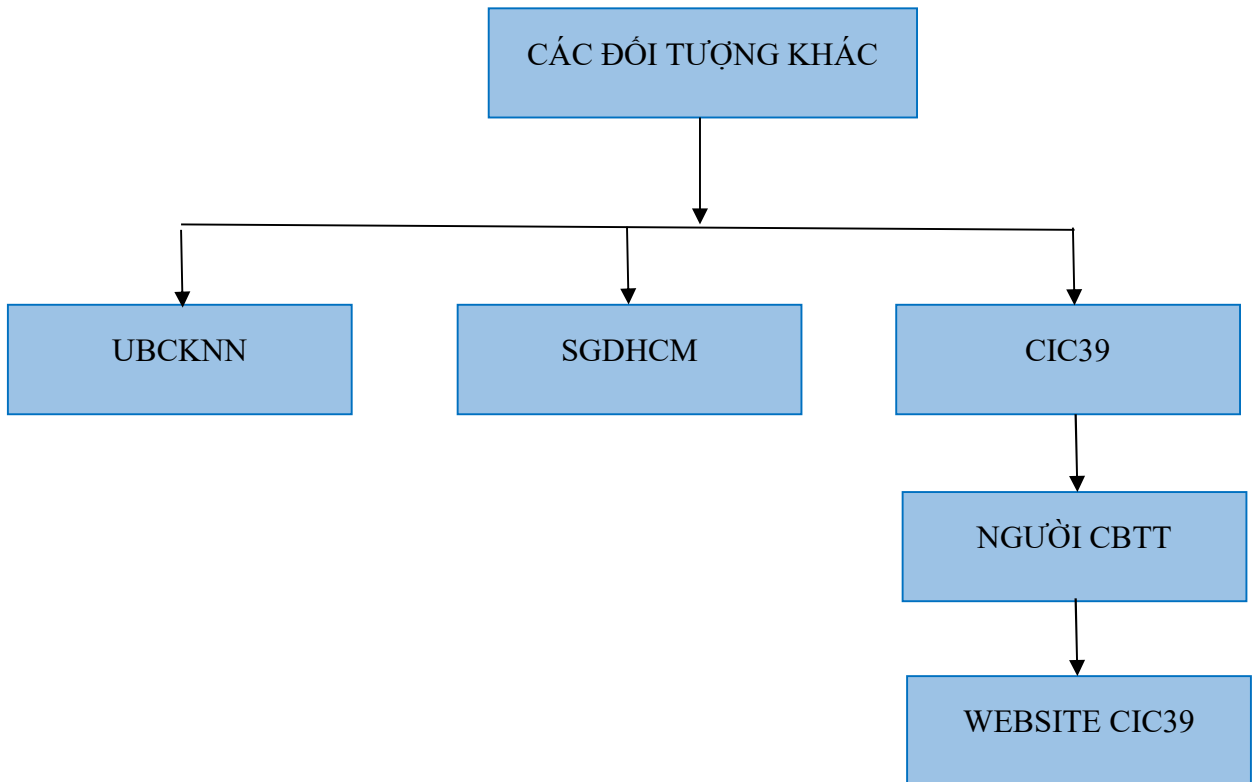 CÁC ĐỐI TƯỢNG KHÁC
UBCKNN
SGDHCM
CIC39
NGƯỜI CBTT
WEBSITE CIC39